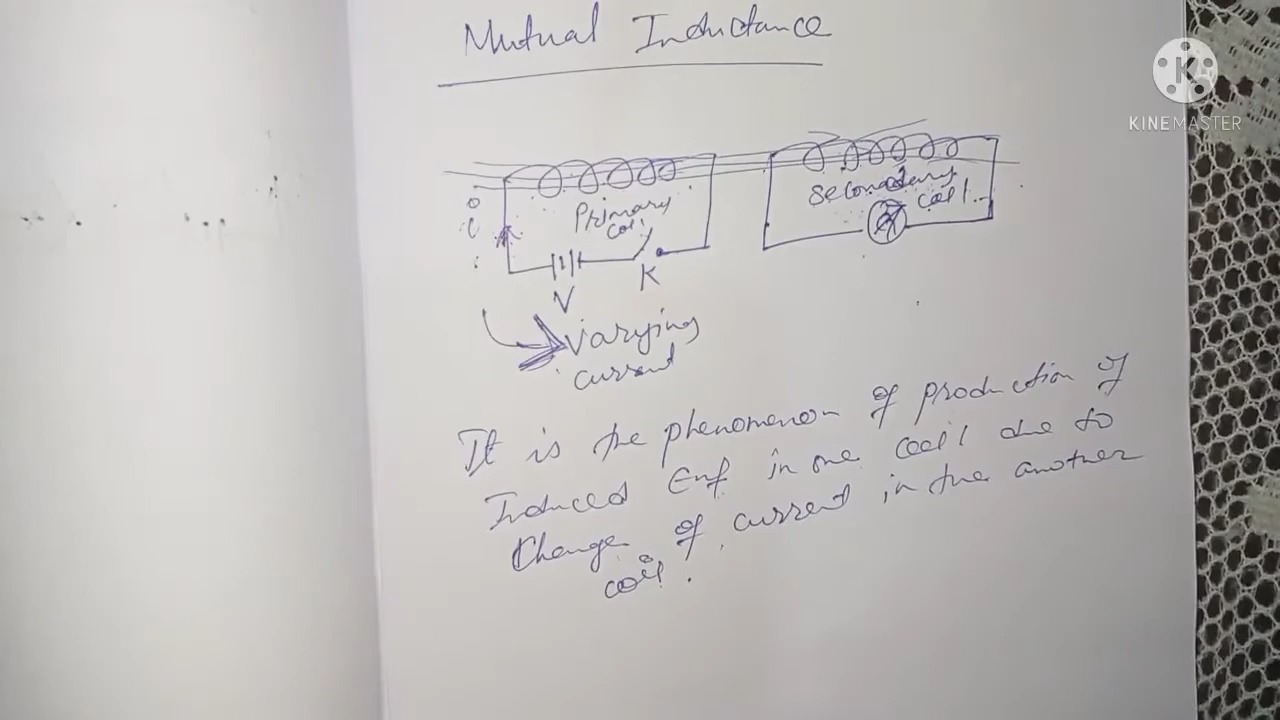 Mutual Inductance
KINEMASTER
Primary
coil
Secondary
coil
K
V
Varying
current
It is the phenomenon of production of
Induced Emf in one coil due to
Change of current in the another
coil.